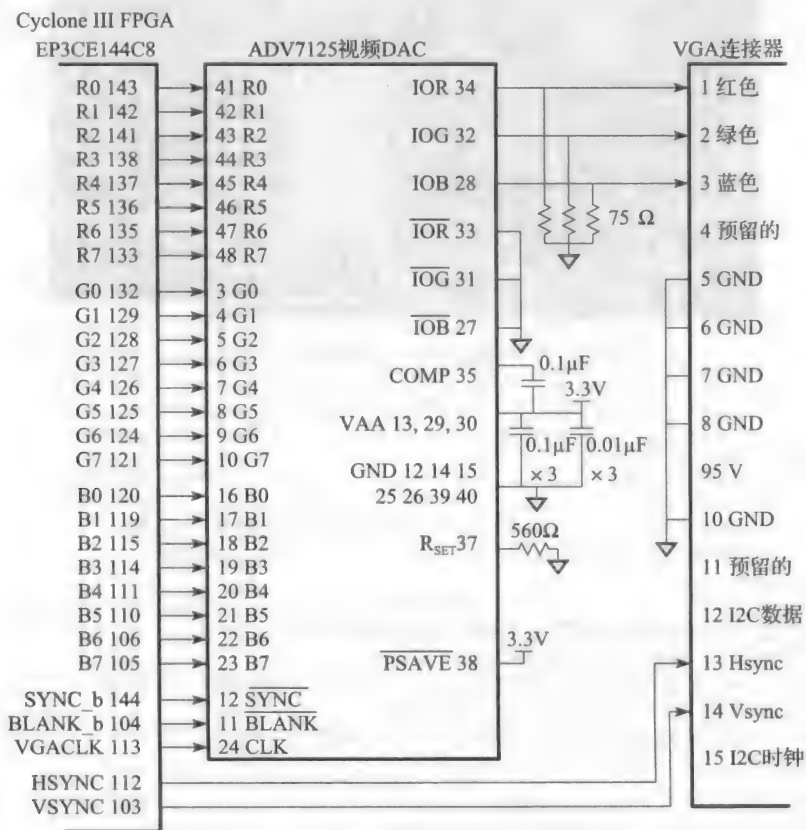 Cyclone III FPGA
EP3CE144C8
ADV7125视频DAC
VGA连接器
R0 143
R1 142
R2 141
R3 138
R4 137
R5 136
R6 135
R7 133
G0 132
G1 129
G2 128
G3 127
G4 126
G5 125
G6 124
G7 121
B0 120
B1 119
B2 115
B3 114
B4 111
B5 110
B6 106
B7 105
SYNC_b 144
BLANK_b 104
VGACLK 113
HSYNC 112
VSYNC 103
41 R0
42 R1
43 R2
44 R3
45 R4
46 R5
47 R6
48 R7
3 G0
4 G1
5 G2
6 G3
7 G4
8 G5
9 G6
10 G7
16 B0
17 B1
18 B2
19 B3
20 B4
21 B5
22 B6
23 B7
12 SYNC
11 BLANK
24 CLK
IOR 34
IOG 32
IOB 28
IOR 33
IOG 31
IOB 27
COMP 35
VAA 13, 29, 30
GND 12 14 15
25 26 39 40
RSET37
PSAVE 38
75 Ω
0.1μF
3.3V
0.1μF
×3
0.01μF
×3
560Ω
3.3V
1 红色
2 绿色
3 蓝色
4 预留的
5 GND
6 GND
7 GND
8 GND
95 V
10 GND
11 预留的
12 I2C数据
13 Hsync
14 Vsync
15 I2C时钟